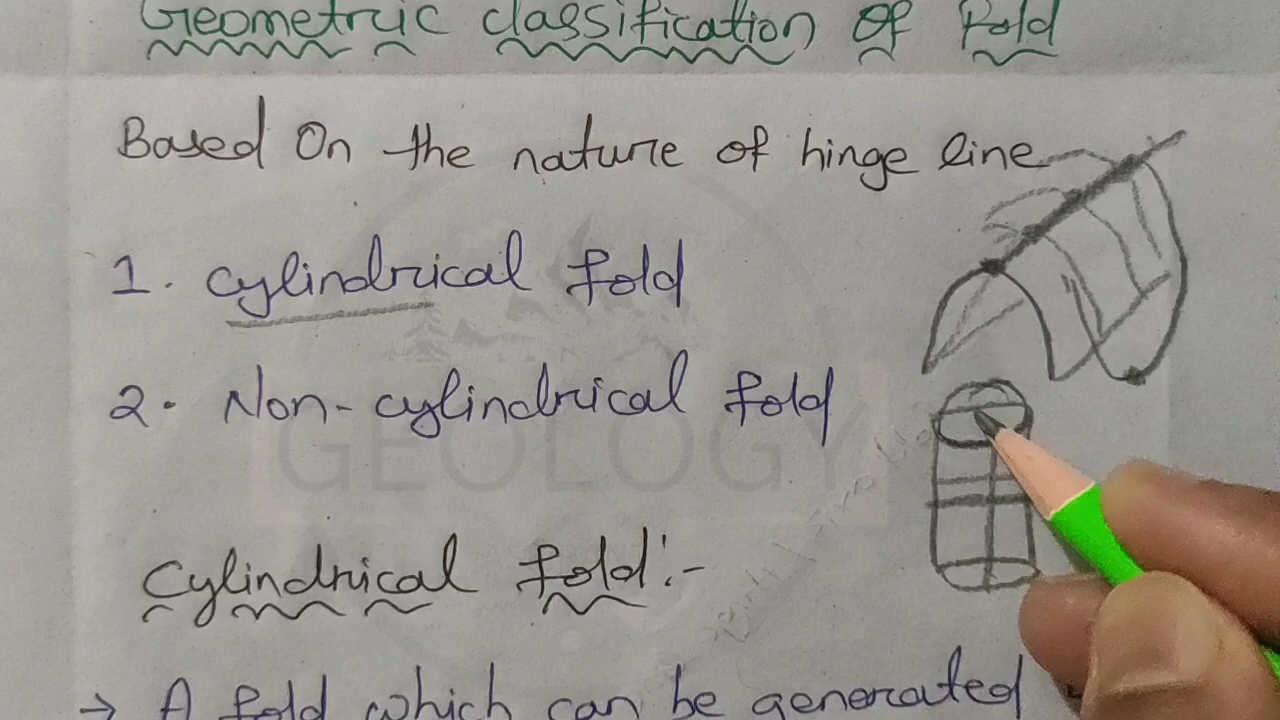 Geometric classification of Fold
Based On the nature of hinge line
1. Cylindrical fold
2. Non-cylindrical fold
GEOLOGY
Cylindrical fold:-
→ A fold which can be generated